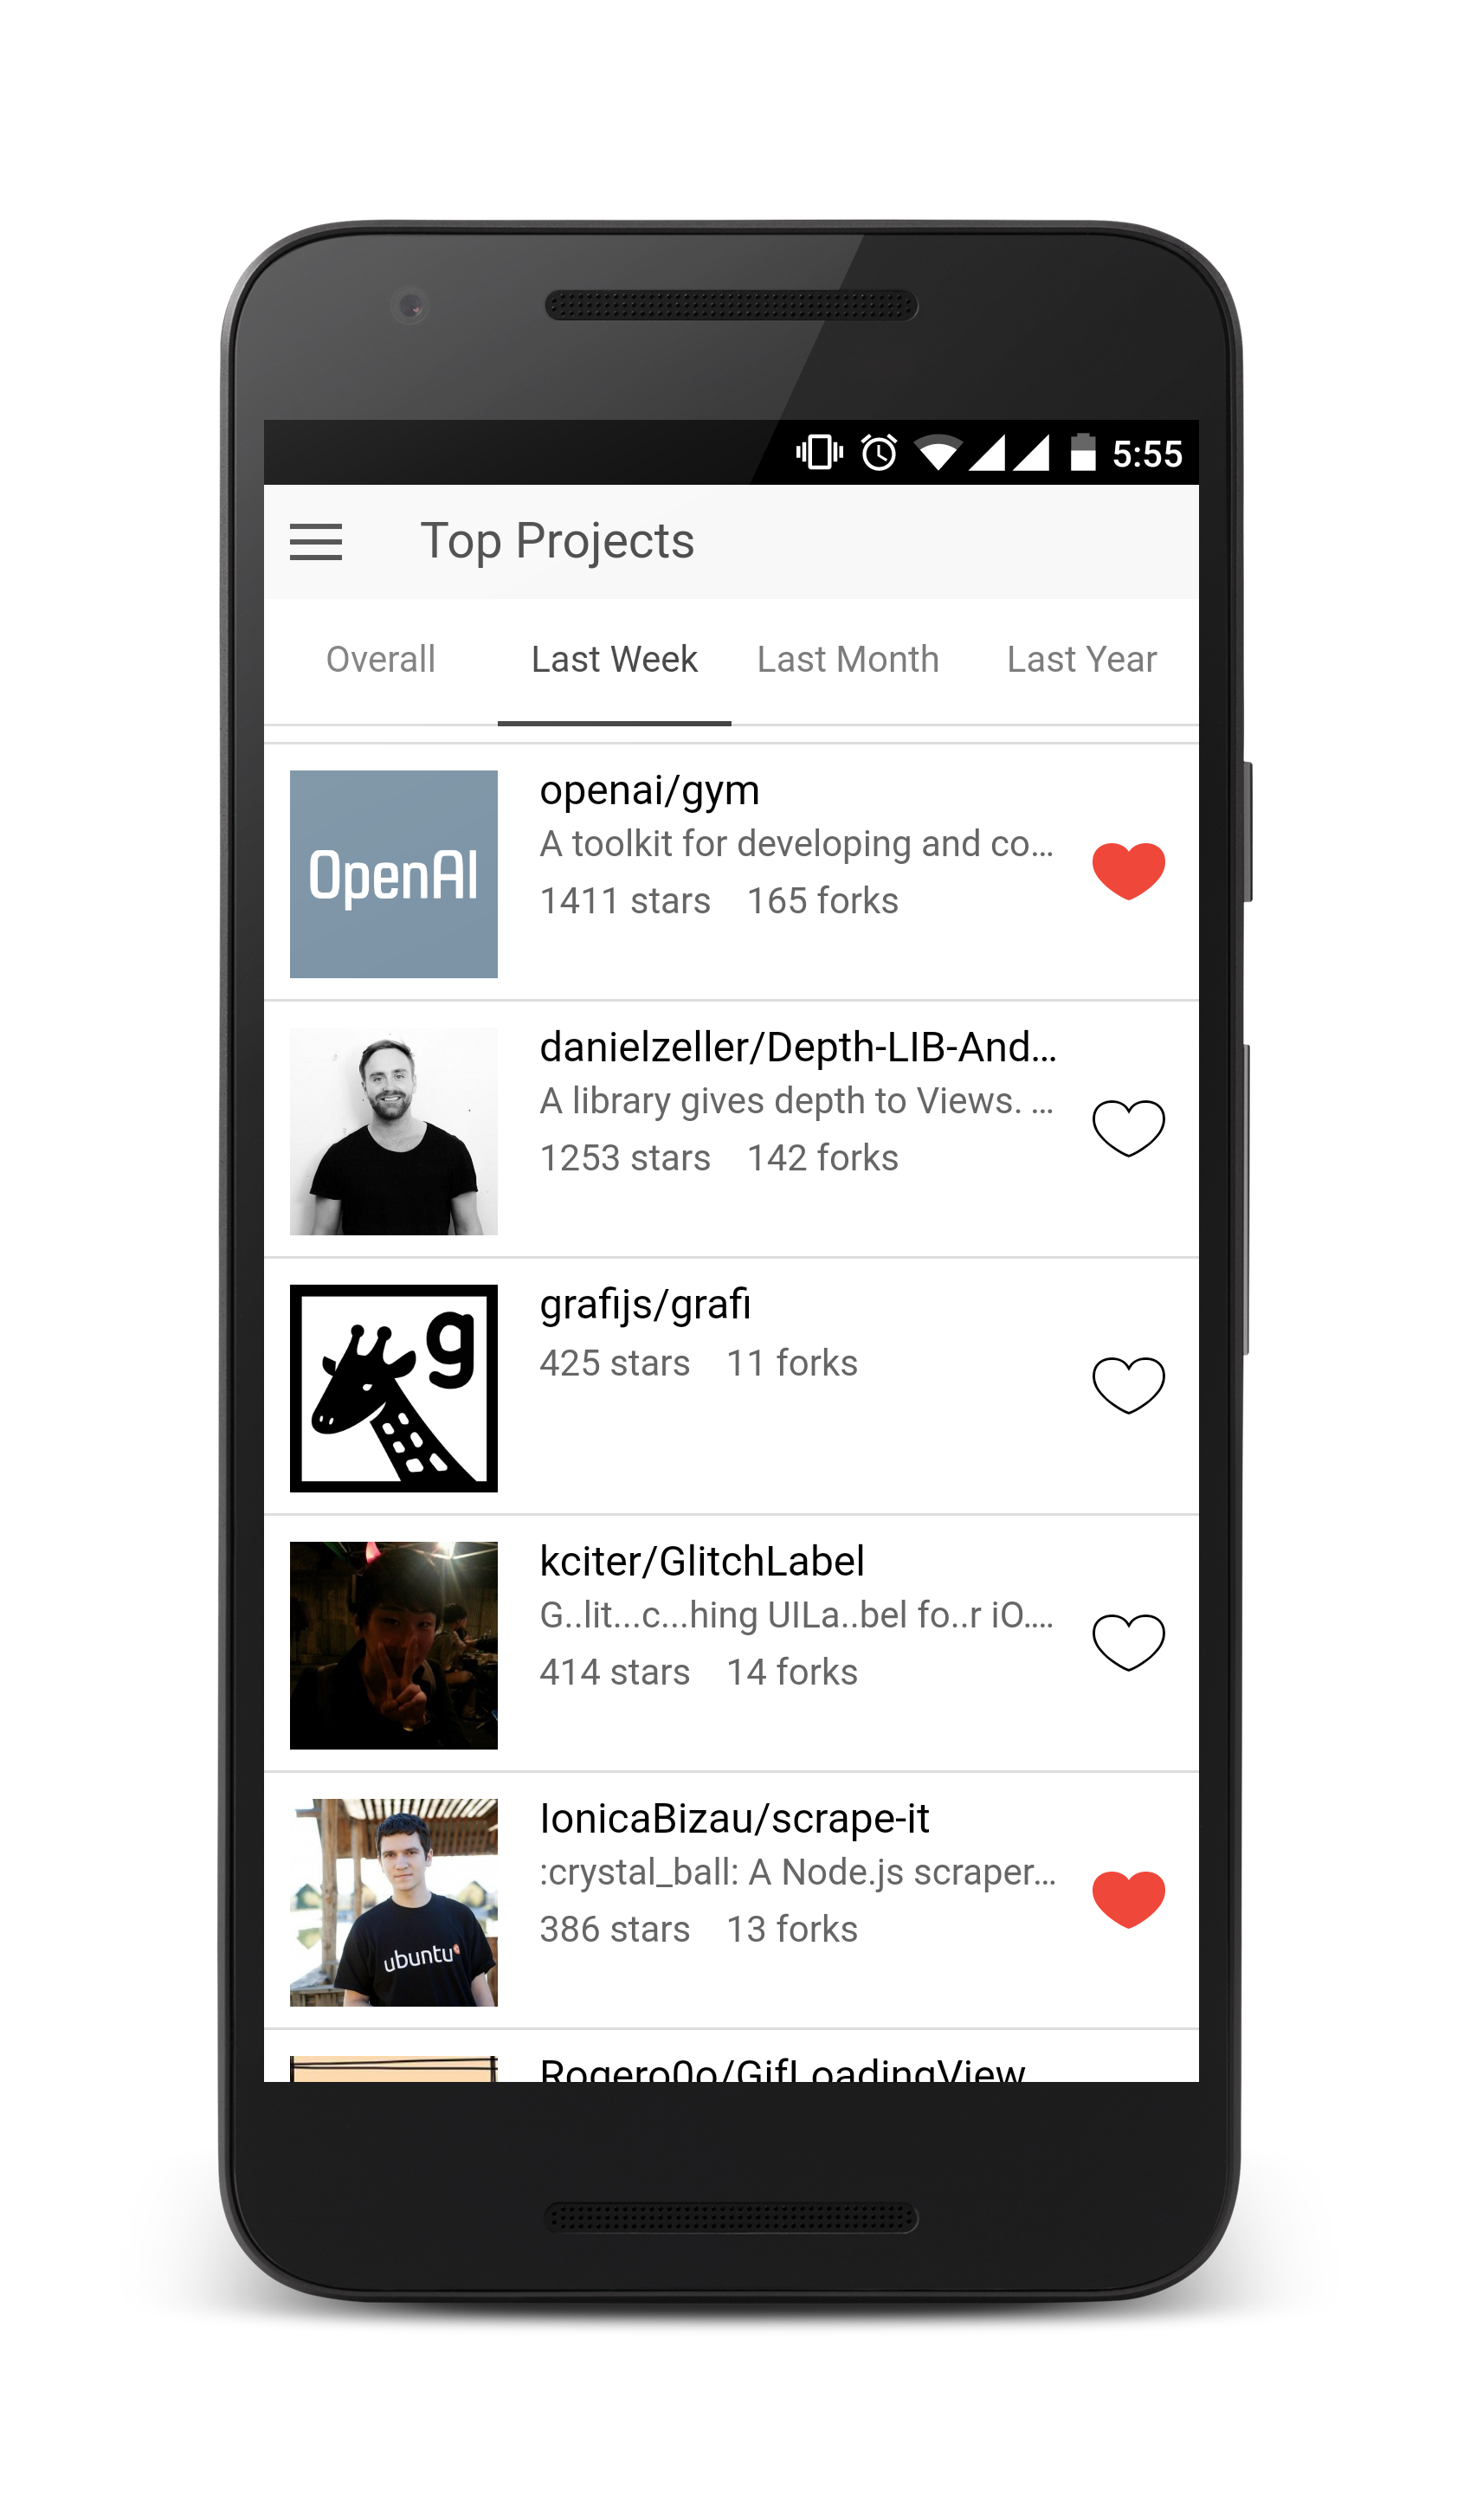 5:55
Top Projects
Overall Last Week Last Month Last Year
OpenAI
openai/gym
A toolkit for developing and co...
1411 stars 165 forks
danielzeller/Depth-LIB-And...
A library gives depth to Views. ...
1253 stars 142 forks
g
grafijs/grafi
425 stars 11 forks
kciter/GlitchLabel
G..lit...c...hing UILa..bel fo..r iO....
414 stars 14 forks
IonicaBizau/scrape-it
:crystal_ball: A Node.js scraper...
386 stars 13 forks
ubuntu
Rogero0o/GifLoadingView